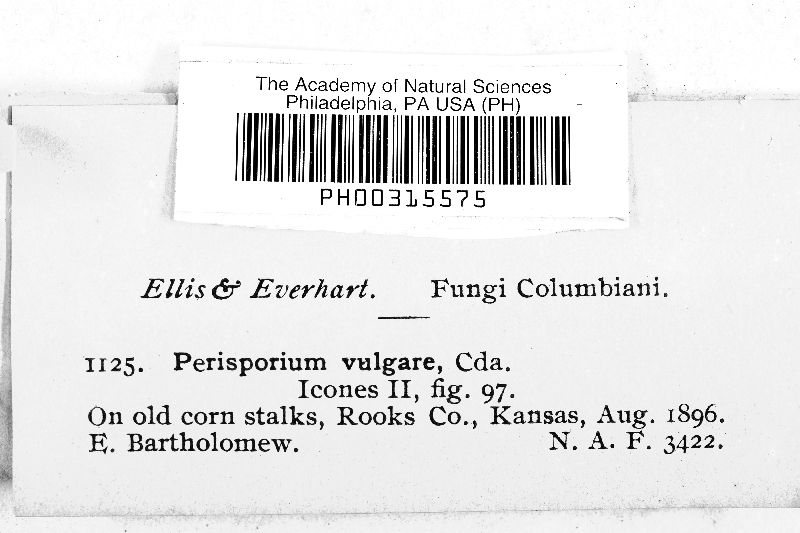 The Academy of Natural Sciences
Philadelphia, PA USA (PH)
PH00315575
Ellis & Everhart. Fungi Columbiani.
1125. Perisporium vulgare, Cda.
Icones II, fig. 97.
On old corn stalks, Rooks Co., Kansas, Aug. 1896.
E. Bartholomew. N. A. F. 3422.